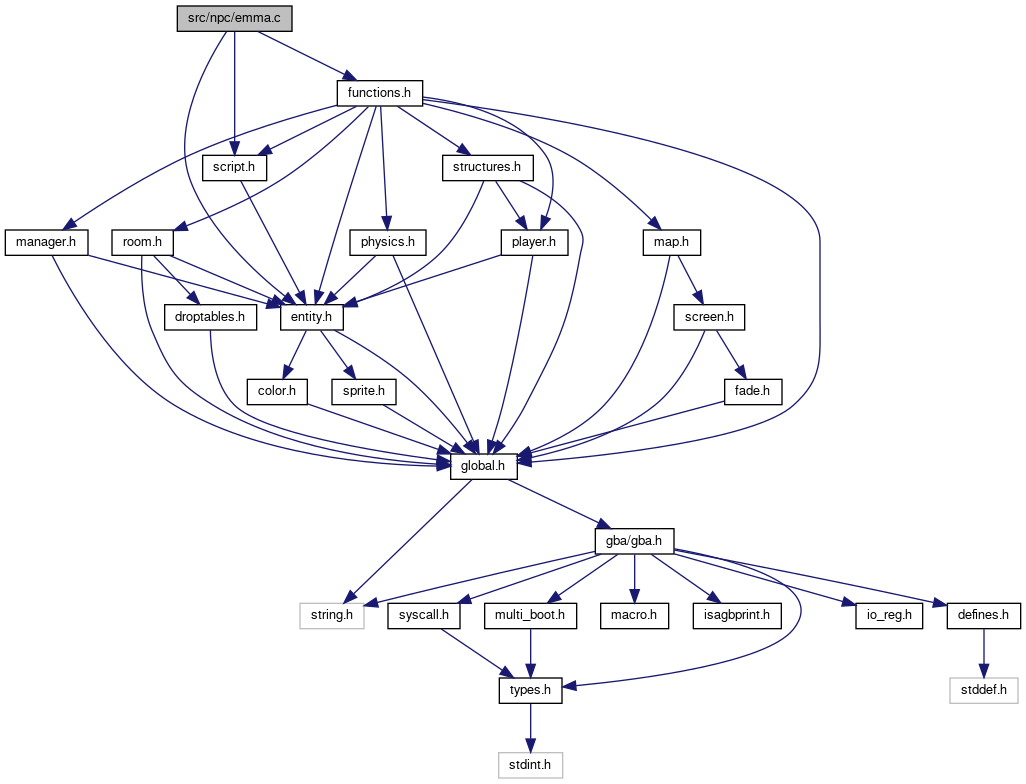 src/npc/emma.c
functions.h
script.h
structures.h
manager.h
room.h
physics.h
player.h
map.h
droptables.h
entity.h
screen.h
color.h
sprite.h
fade.h
global.h
gba/gba.h
string.h
syscall.h
multi_boot.h
macro.h
isagbprint.h
io_reg.h
defines.h
types.h
stddef.h
stdint.h